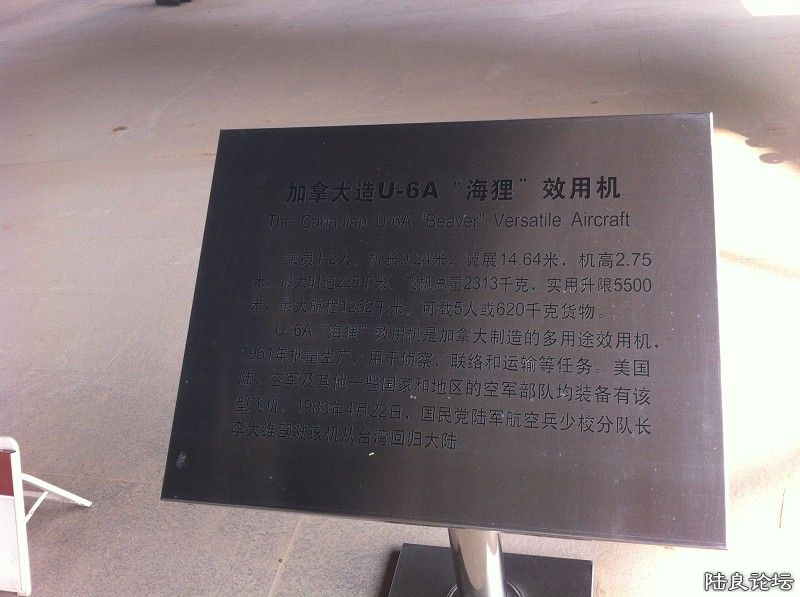 加拿大造U-6A“海狸”效用机
The Canadian U-6A "Beaver" Versatile Aircraft
乘员1-2人，机长9.24米，翼展14.64米，机高2.75
米，最大时速225千米，飞机总重2313千克，实用升限5500
米，最大航程1252千米，可载5人或620千克货物。
U-6A“海狸”效用机是加拿大制造的多用途效用机，
1961年批量生产，用于侦察、联络和运输等任务。美国
陆、空军及其他一些国家和地区的空军部队均装备有该
型飞机。1983年4月22日，国民党陆军航空兵少校分队长
李大维驾驶该机从台湾回归大陆。
陆良论坛